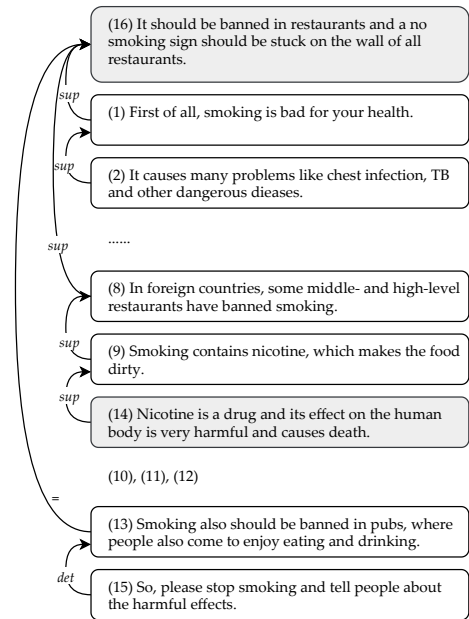 (16) It should be banned in restaurants and a no
smoking sign should be stuck on the wall of all
restaurants.
sup
(1) First of all, smoking is bad for your health.
sup
(2) It causes many problems like chest infection, TB
and other dangerous dieases.
......
sup
(8) In foreign countries, some middle- and high-level
restaurants have banned smoking.
sup
(9) Smoking contains nicotine, which makes the food
dirty.
sup
(14) Nicotine is a drug and its effect on the human
body is very harmful and causes death.
(10), (11), (12)
=
(13) Smoking also should be banned in pubs, where
people also come to enjoy eating and drinking.
det
(15) So, please stop smoking and tell people about
the harmful effects.